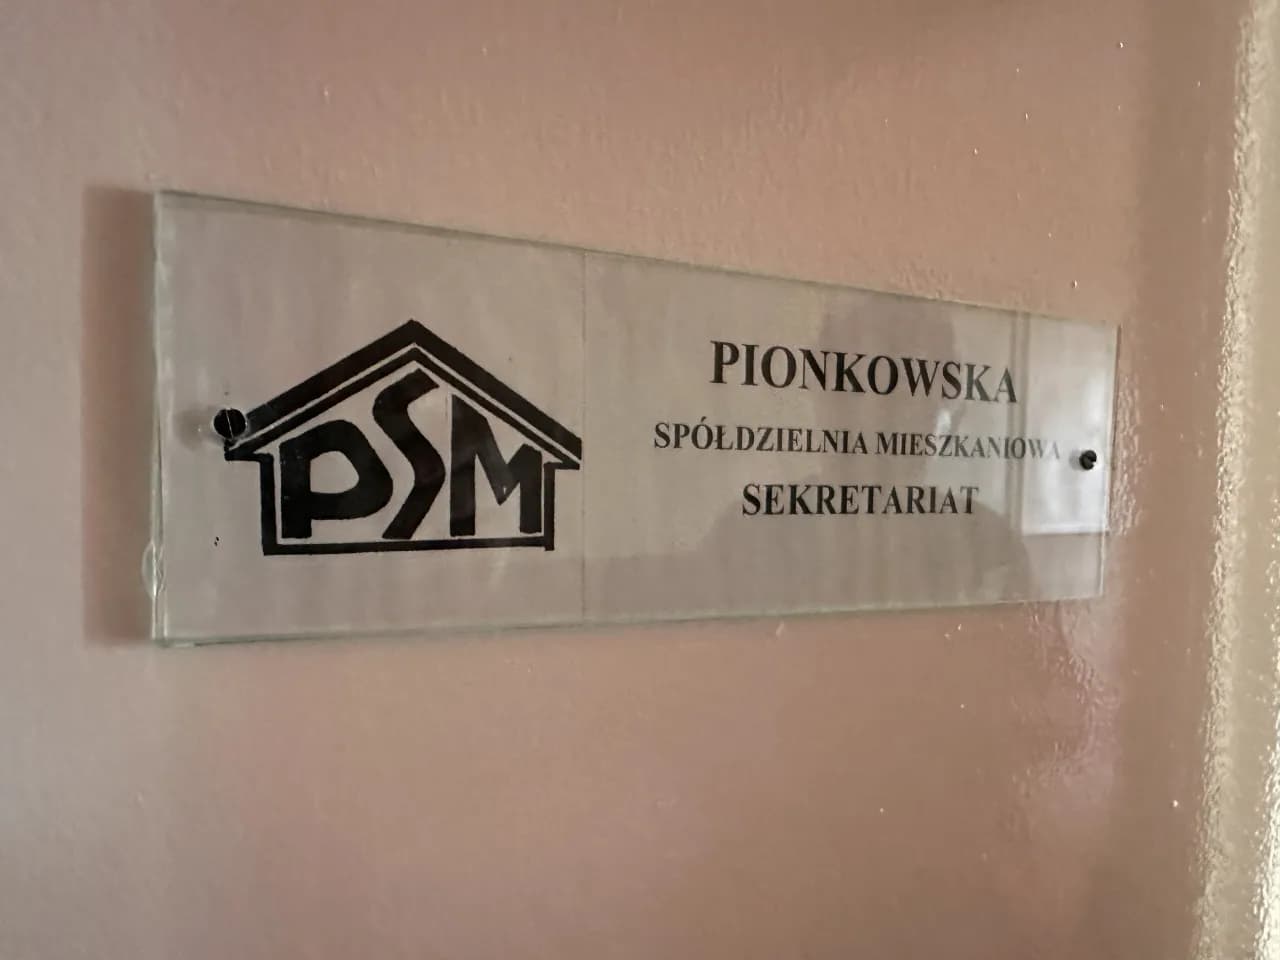 PSM
PIONKOWSKA
SPÓŁDZIELNIA MIESZKANIOWA
SEKRETARIAT